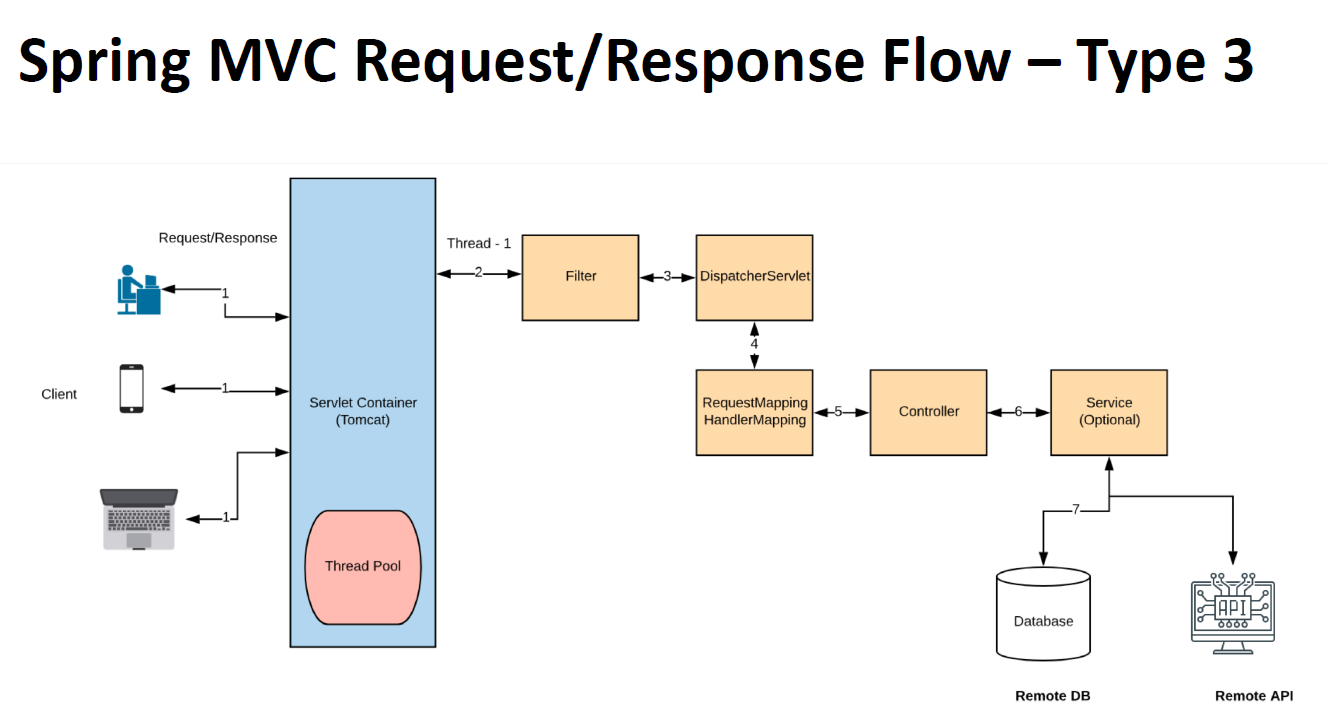 Spring MVC Request/Response Flow – Type 3
Request/Response
Thread - 1
1
2
Filter
3
DispatcherServlet
4
Client
1
Servlet Container
(Tomcat)
RequestMapping
HandlerMapping
5
Controller
6
Service
(Optional)
1
7
Thread Pool
Database
API
Remote DB
Remote API